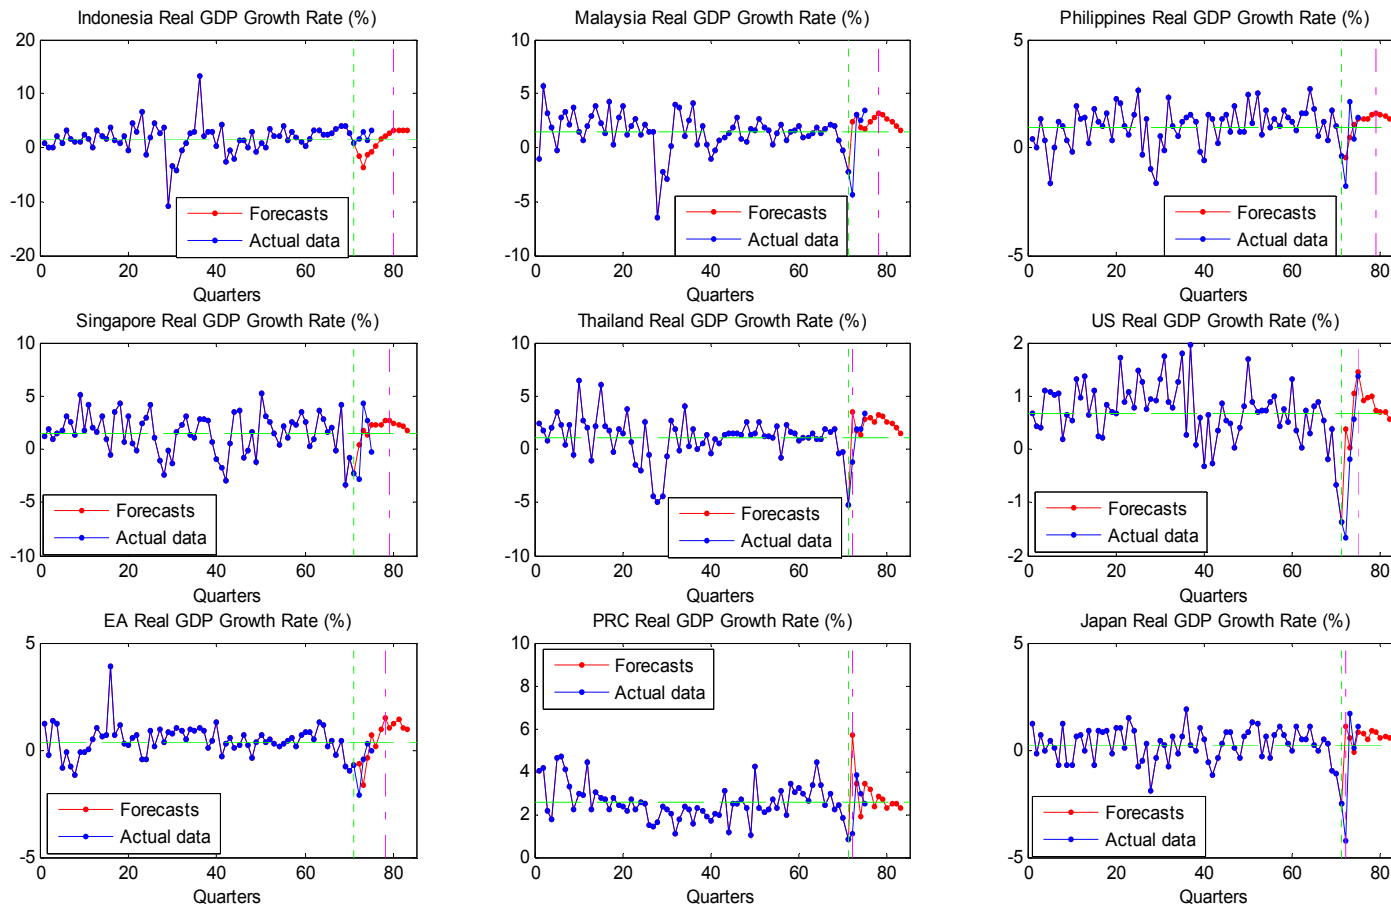 Indonesia Real GDP Growth Rate (%)
20
10
0
-10
-20
Forecasts
Actual data
0 20 40 60 80
Quarters
Malaysia Real GDP Growth Rate (%)
10
5
0
-5
-10
Forecasts
Actual data
0 20 40 60 80
Quarters
Philippines Real GDP Growth Rate (%)
5
0
-5
Forecasts
Actual data
0 20 40 60 80
Quarters
Singapore Real GDP Growth Rate (%)
10
5
0
-5
-10
Forecasts
Actual data
0 20 40 60 80
Quarters
Thailand Real GDP Growth Rate (%)
10
5
0
-5
-10
Forecasts
Actual data
0 20 40 60 80
Quarters
US Real GDP Growth Rate (%)
2
1
0
-1
-2
Forecasts
Actual data
0 20 40 60 80
Quarters
EA Real GDP Growth Rate (%)
5
0
-5
Forecasts
Actual data
0 20 40 60 80
Quarters
PRC Real GDP Growth Rate (%)
10
8
6
4
2
0
Forecasts
Actual data
0 20 40 60 80
Quarters
Japan Real GDP Growth Rate (%)
5
0
-5
Forecasts
Actual data
0 20 40 60 80
Quarters